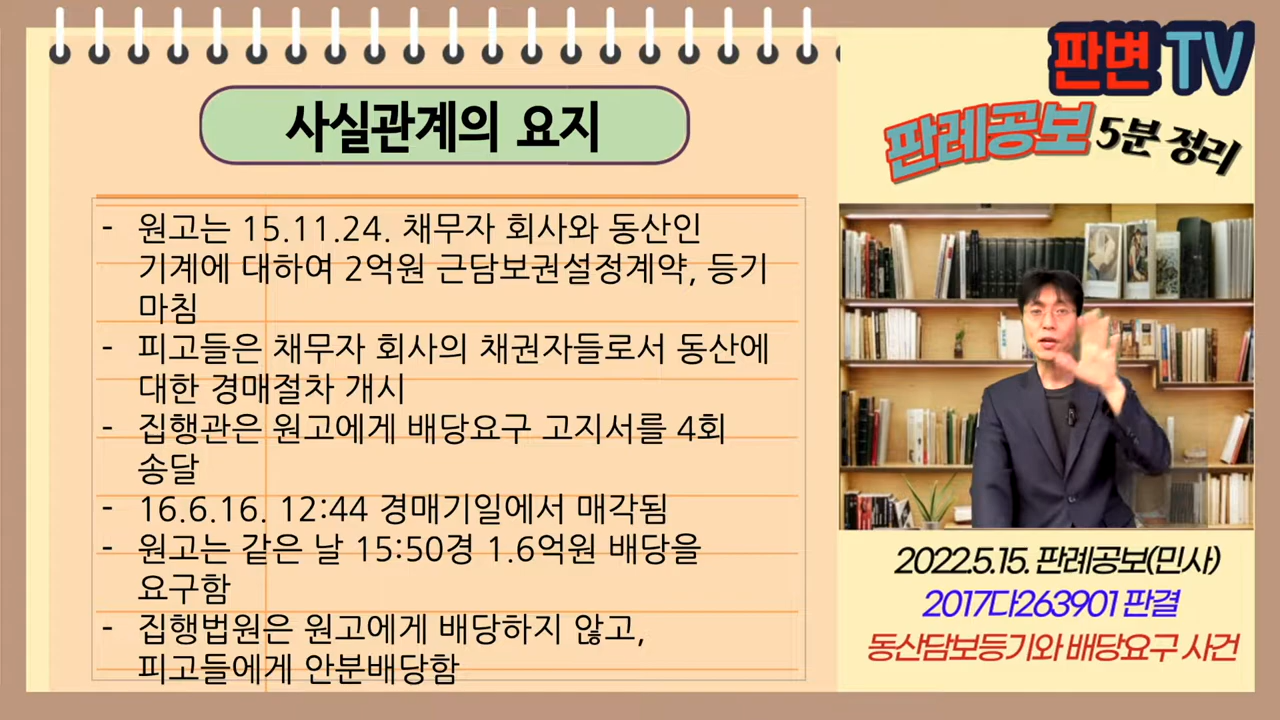 사실관계의 요지
- 원고는 15.11.24. 채무자 회사와 동산인
기계에 대하여 2억원 근담보권설정계약, 등기
마침
- 피고들은 채무자 회사의 채권자들로서 동산에
대한 경매절차 개시
- 집행관은 원고에게 배당요구 고지서를 4회
송달
- 16.6.16. 12:44 경매기일에서 매각됨
- 원고는 같은 날 15:50경 1.6억원 배당을
요구함
- 집행법원은 원고에게 배당하지 않고,
피고들에게 안분배당함
판변 TV
판례공보 5분 정리
2022.5.15. 판례공보(민사)
2017다263901 판결
동산담보등기와 배당요구 사건